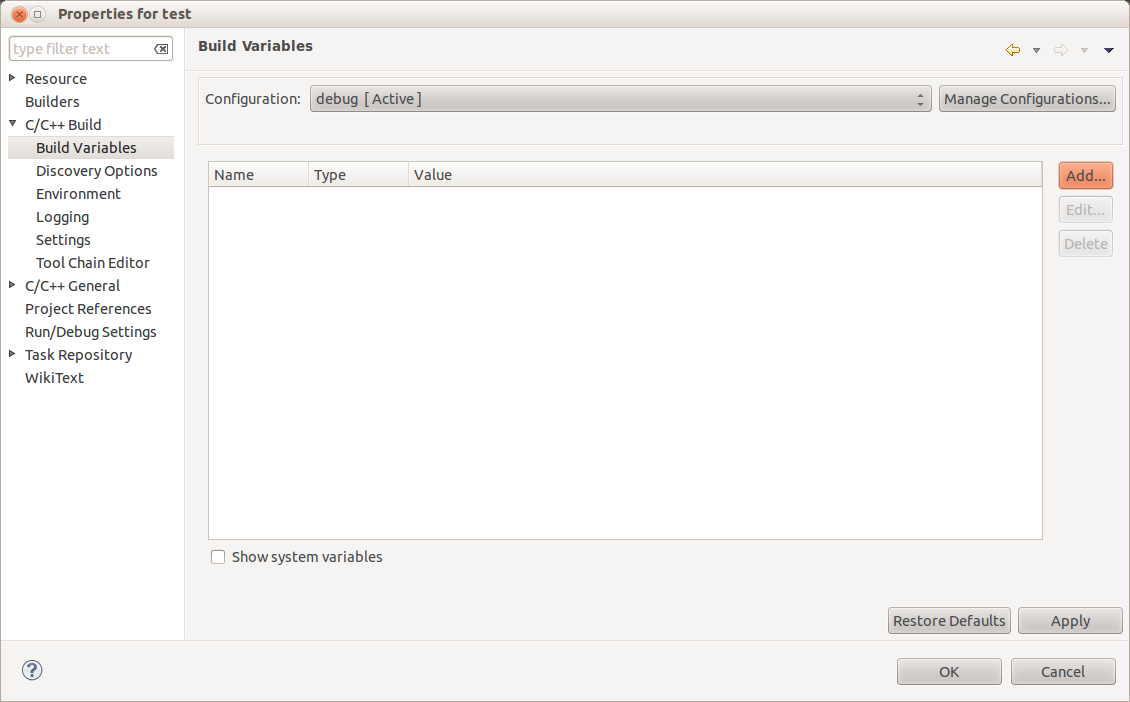 Properties for test
type filter text
Resource
Builders
C/C++ Build
Build Variables
Discovery Options
Environment
Logging
Settings
Tool Chain Editor
C/C++ General
Project References
Run/Debug Settings
Task Repository
WikiText
Build Variables
Configuration: debug [ Active ] Manage Configurations...
Name Type Value
Add...
Edit...
Delete
Show system variables
Restore Defaults Apply
? OK Cancel